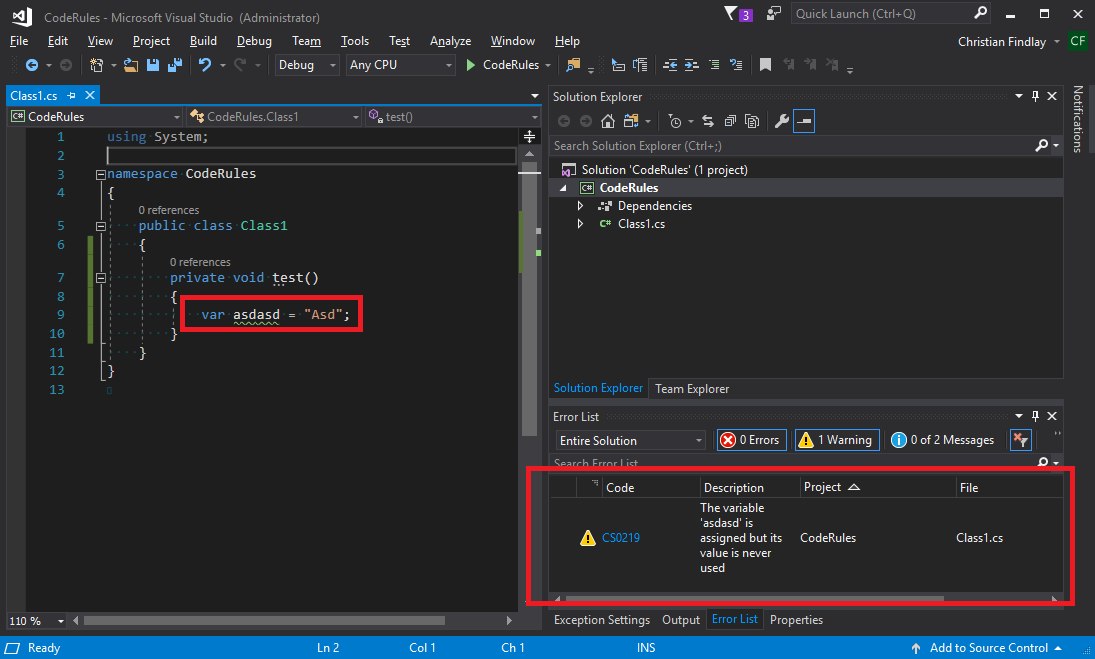 CodeRules - Microsoft Visual Studio (Administrator)
3
Quick Launch (Ctrl+Q)
File Edit View Project Build Debug Team Tools Test Analyze Window Help
Christian Findlay
CF
Debug
Any CPU
CodeRules
Class1.cs
C# CodeRules
CodeRules.Class1
test()
1 using System;
2
3 namespace CodeRules
4 {
0 references
5 public class Class1
6 {
0 references
7 private void test()
8 {
9 var asdasd = "Asd";
10 }
11 }
12 }
13
110 %
Solution Explorer
Search Solution Explorer (Ctrl+;)
Solution 'CodeRules' (1 project)
C# CodeRules
Dependencies
C# Class1.cs
Solution Explorer Team Explorer
Notifications
Error List
Entire Solution
0 Errors
1 Warning
0 of 2 Messages
Search Error List
Code Description Project File
CS0219
The variable
'asdasd' is
assigned but its
value is never
used
CodeRules
Class1.cs
Exception Settings Output Error List Properties
Ready
Ln 2
Col 1
Ch 1
INS
Add to Source Control